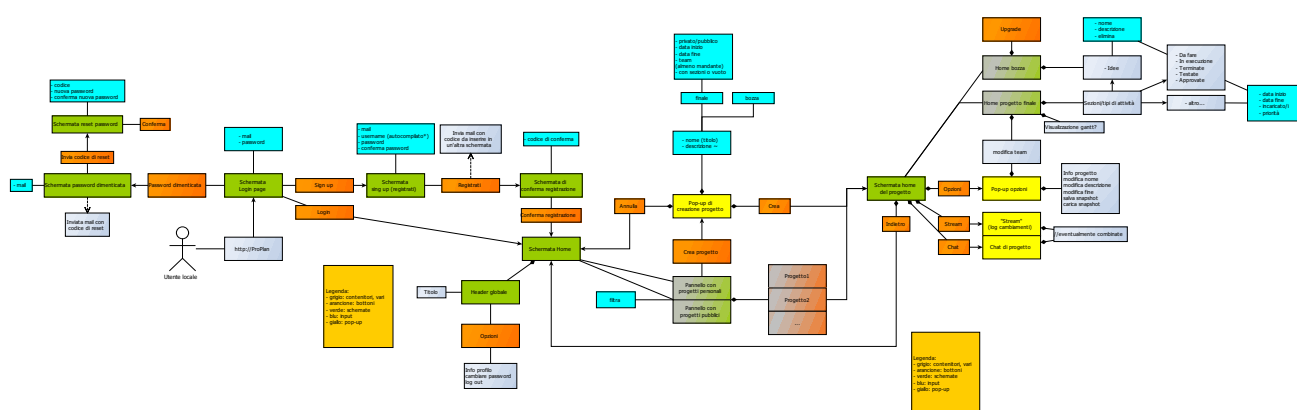 - codice
- nuova password
- conferma nuova password
Schermata reset password
Conferma
Invia codice di reset
- mail
Schermata password dimenticata
Password dimenticata
Inviata mail con
codice di reset
- mail
- password
Schermata
Login page
http://ProPlan
Utente locale
Sign up
Login
- mail
- username (autocompleto*)
- password
- conferma password
Schermata
sing up (registrati)
Registrati
Invia mail con
codice da inserire in
un'altra schermata
- codice di conferma
Schermata di
conferma registrazione
Conferma registrazione
Schermata Home
Titolo
Header globale
Opzioni
Info profilo
cambiare password
log out
Legenda:
- grigio: contenitori, vari
- arancione: bottoni
- verde: schemate
- blu: input
- giallo: pop-up
- privato/pubblico
- data inizio
- data fine
- team
(almeno mandante)
- con sezioni o vuoto
finale
bozza
- nome (titolo)
- descrizione
Annulla
Pop-up di
creazione progetto
Crea
Crea progetto
filtra
Pannello con
progetti personali
Pannello con
progetti pubblici
Progetto1
Progetto2
...
Schermata home
del progetto
Indietro
Opzioni
Stream
Chat
Upgrade
Home bozza
Home progetto finale
- nome
- descrizione
- elimina
- Idee
Sezioni/tipi di attività
- Da fare
- In esecuzione
- Terminate
- Testate
- Approvate
- altro...
- data inizio
- data fine
- incaricato/i
- priorità
Visualizzazione gantt?
modifica team
Pop-up opzioni
Info progetto
modifica nome
modifica descrizione
modifica fine
salva snapshot
carica snapshot
"Stream"
(log cambiamenti)
Chat di progetto
//eventualmente combinate
Legenda:
- grigio: contenitori, vari
- arancione: bottoni
- verde: schemate
- blu: input
- giallo: pop-up